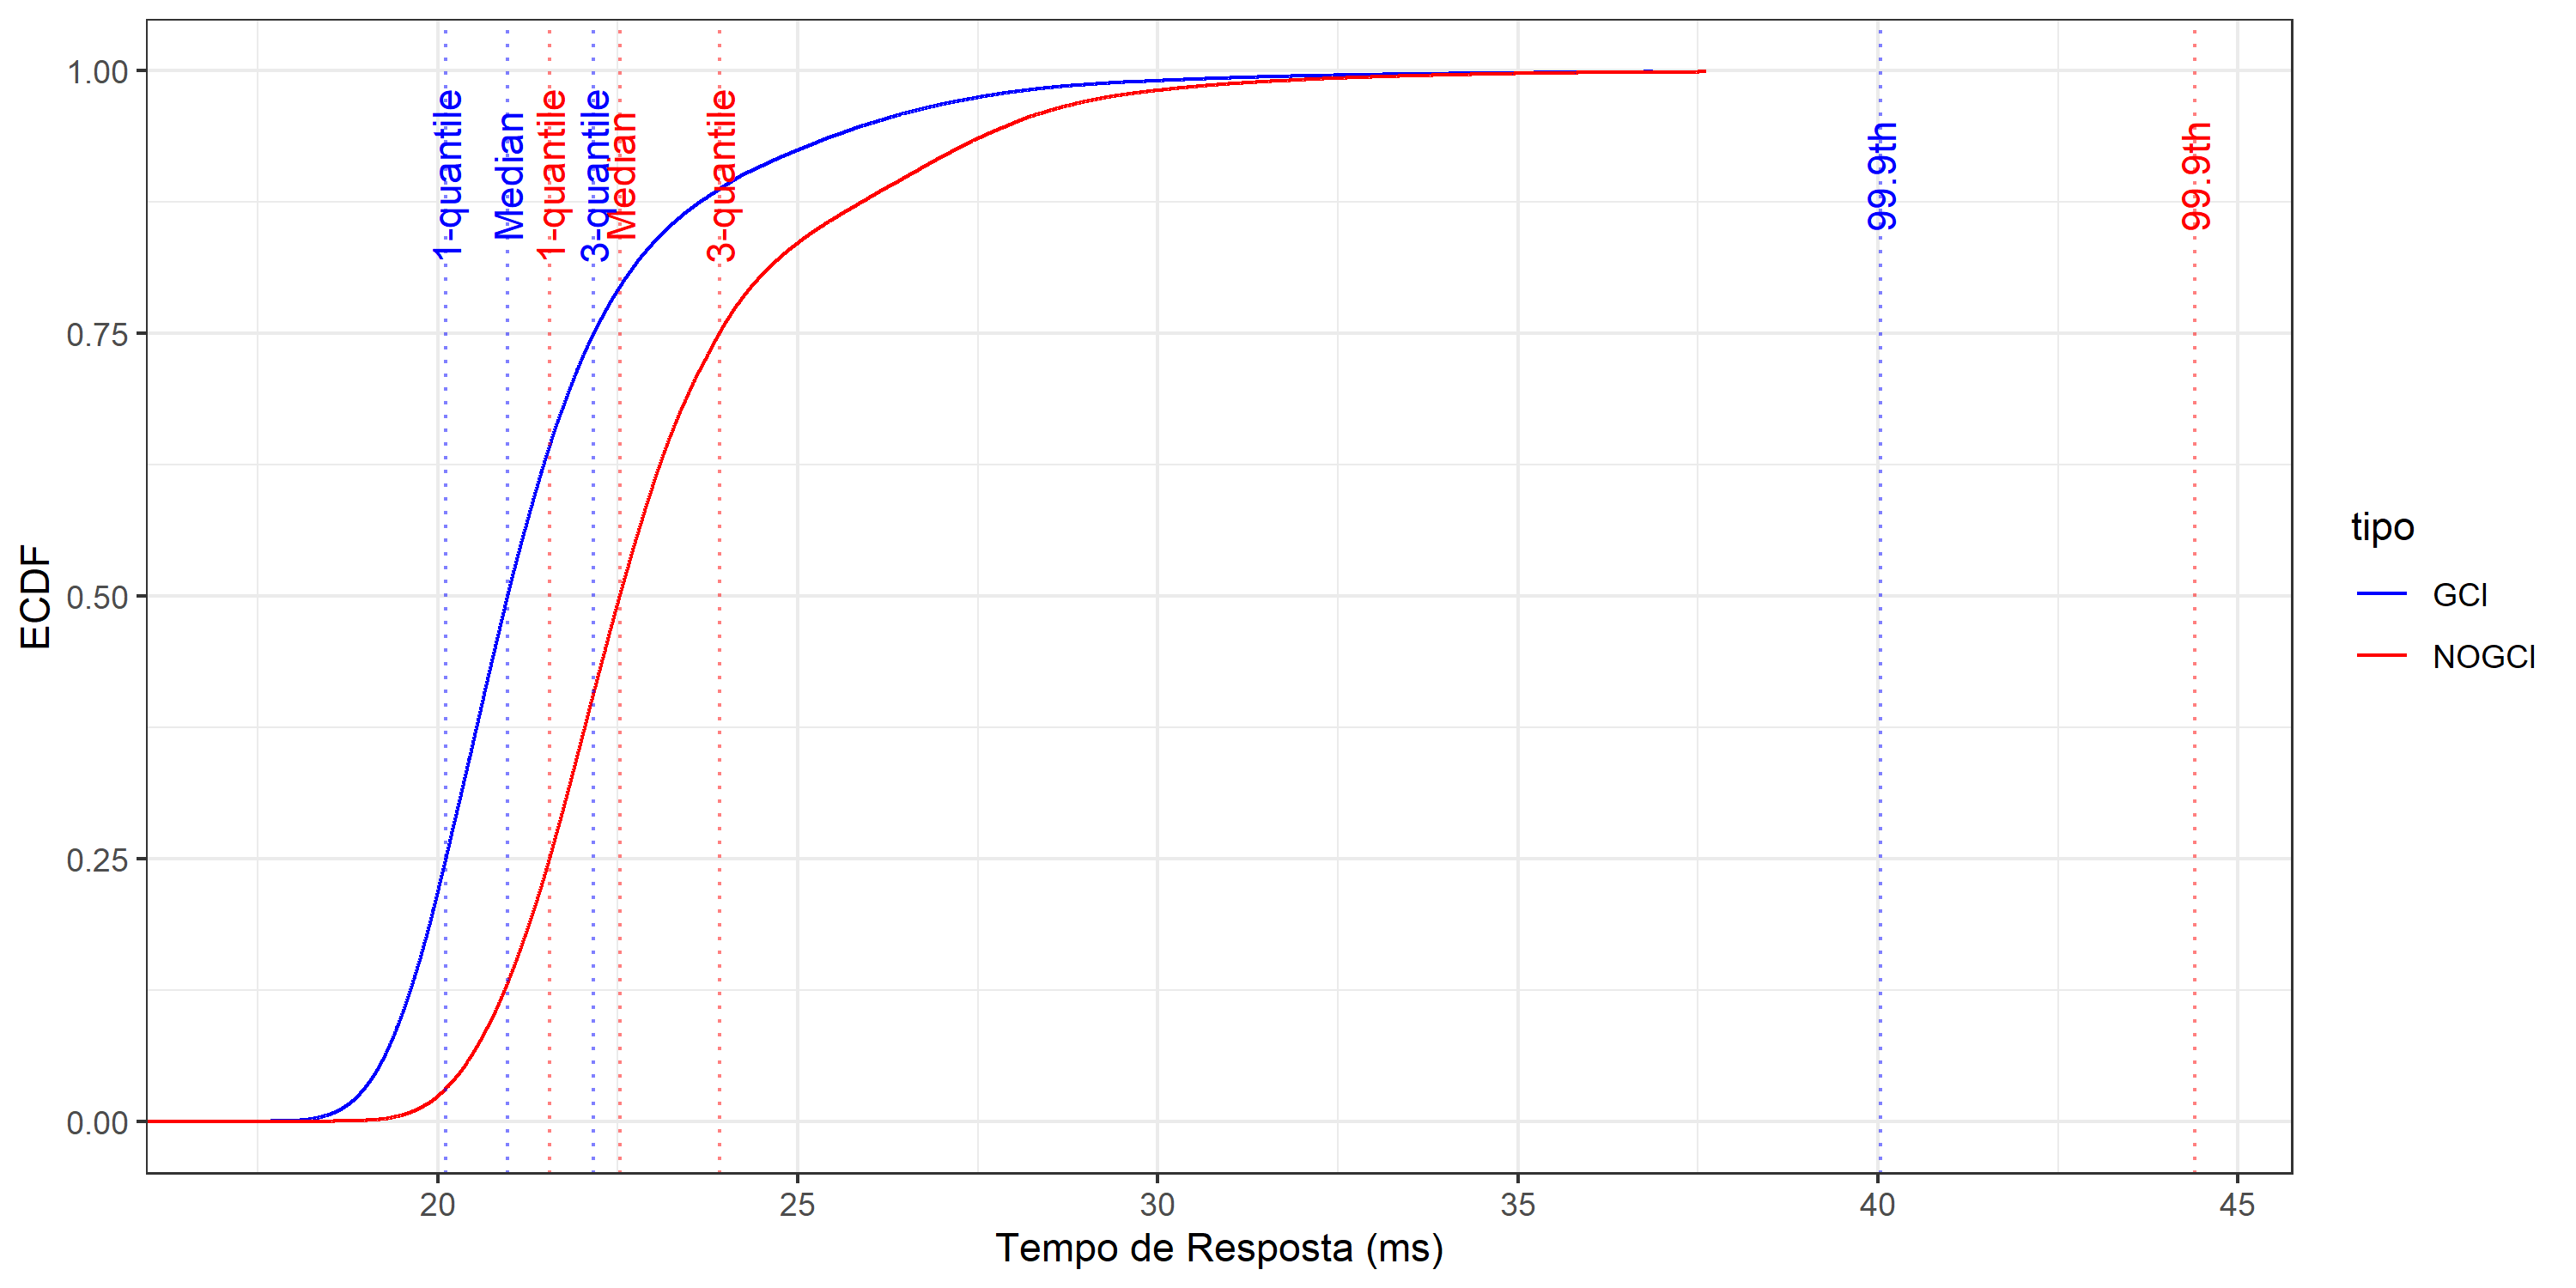 1.00
0.75
0.50
0.25
0.00
ECDF
1-quantile
Median
1-quantile
3-quantile
Median
3-quantile
99.9th
99.9th
20
25
30
35
40
45
Tempo de Resposta (ms)
tipo
GCI
NOGCI